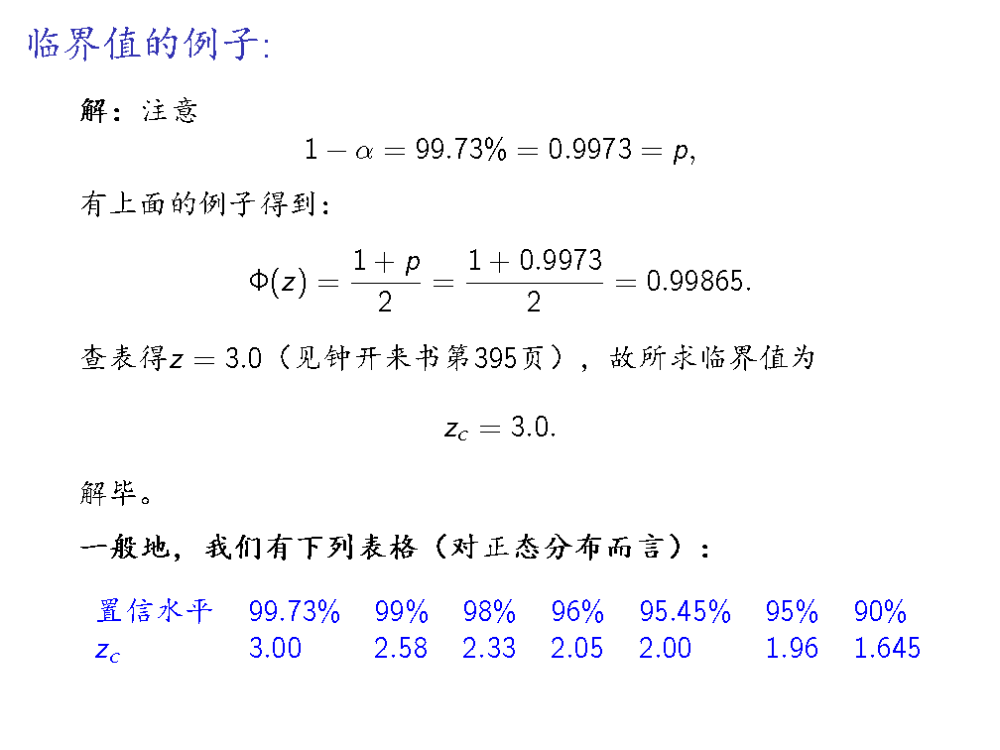 临界值的例子:
解：注意
1 − α = 99.73% = 0.9973 = p,
有上面的例子得到：
Φ(z) = (1 + p)/2 = (1 + 0.9973)/2 = 0.99865.
查表得z = 3.0（见钟开来书第395页），故所求临界值为
z_c = 3.0.
解毕。
一般地，我们有下列表格（对正态分布而言）：
置信水平 99.73% 99% 98% 96% 95.45% 95% 90%
z_c 3.00 2.58 2.33 2.05 2.00 1.96 1.645